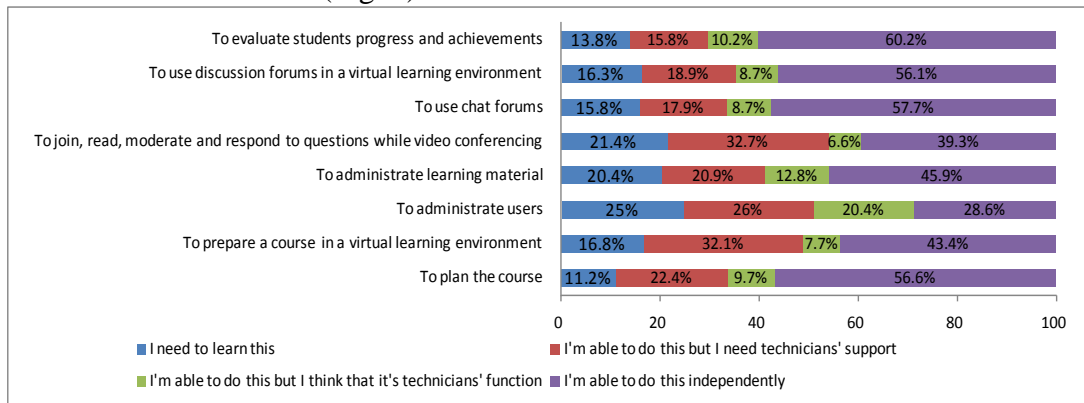 To evaluate students progress and achievements 13.8% 15.8% 10.2% 60.2%
To use discussion forums in a virtual learning environment 16.3% 18.9% 8.7% 56.1%
To use chat forums 15.8% 17.9% 8.7% 57.7%
To join, read, moderate and respond to questions while video conferencing 21.4% 32.7% 6.6% 39.3%
To administrate learning material 20.4% 20.9% 12.8% 45.9%
To administrate users 25% 26% 20.4% 28.6%
To prepare a course in a virtual learning environment 16.8% 32.1% 7.7% 43.4%
To plan the course 11.2% 22.4% 9.7% 56.6%
0 20 40 60 80 100
I need to learn this I'm able to do this but I need technicians' support
I'm able to do this but I think that it's technicians' function I'm able to do this independently